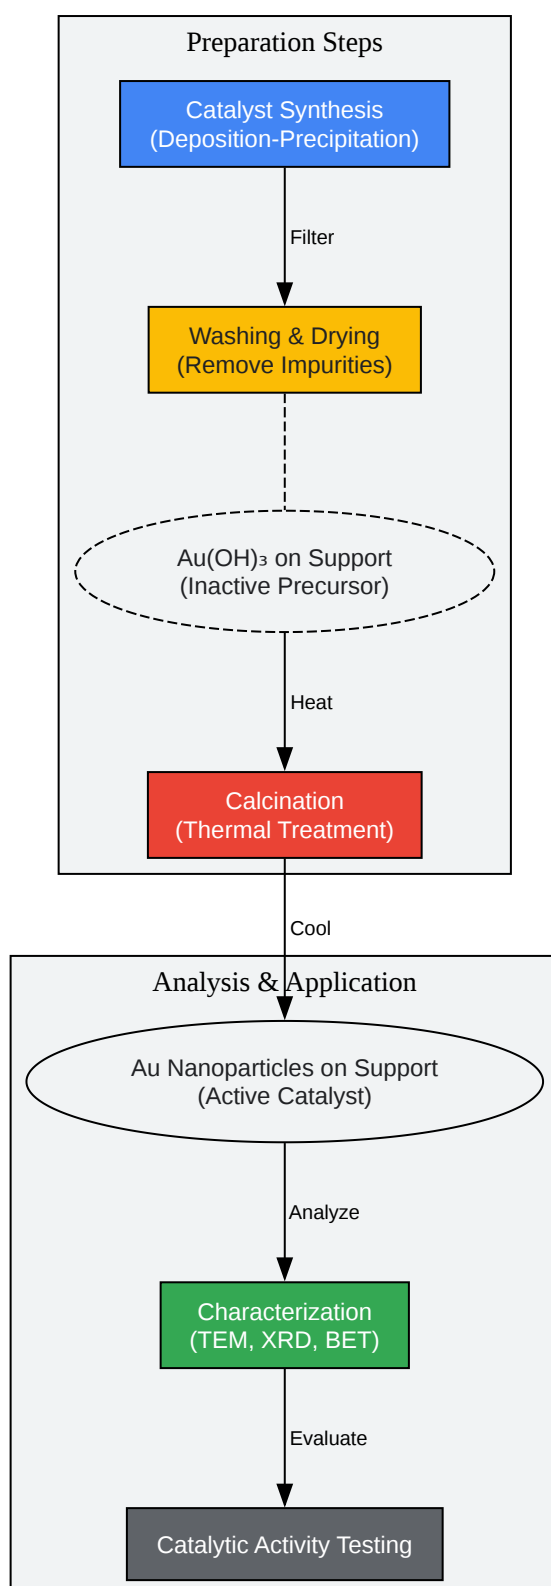 Preparation Steps
Catalyst Synthesis
(Deposition-Precipitation)
Filter
Washing & Drying
(Remove Impurities)
Au(OH)₃ on Support
(Inactive Precursor)
Heat
Calcination
(Thermal Treatment)
Cool
Analysis & Application
Au Nanoparticles on Support
(Active Catalyst)
Analyze
Characterization
(TEM, XRD, BET)
Evaluate
Catalytic Activity Testing